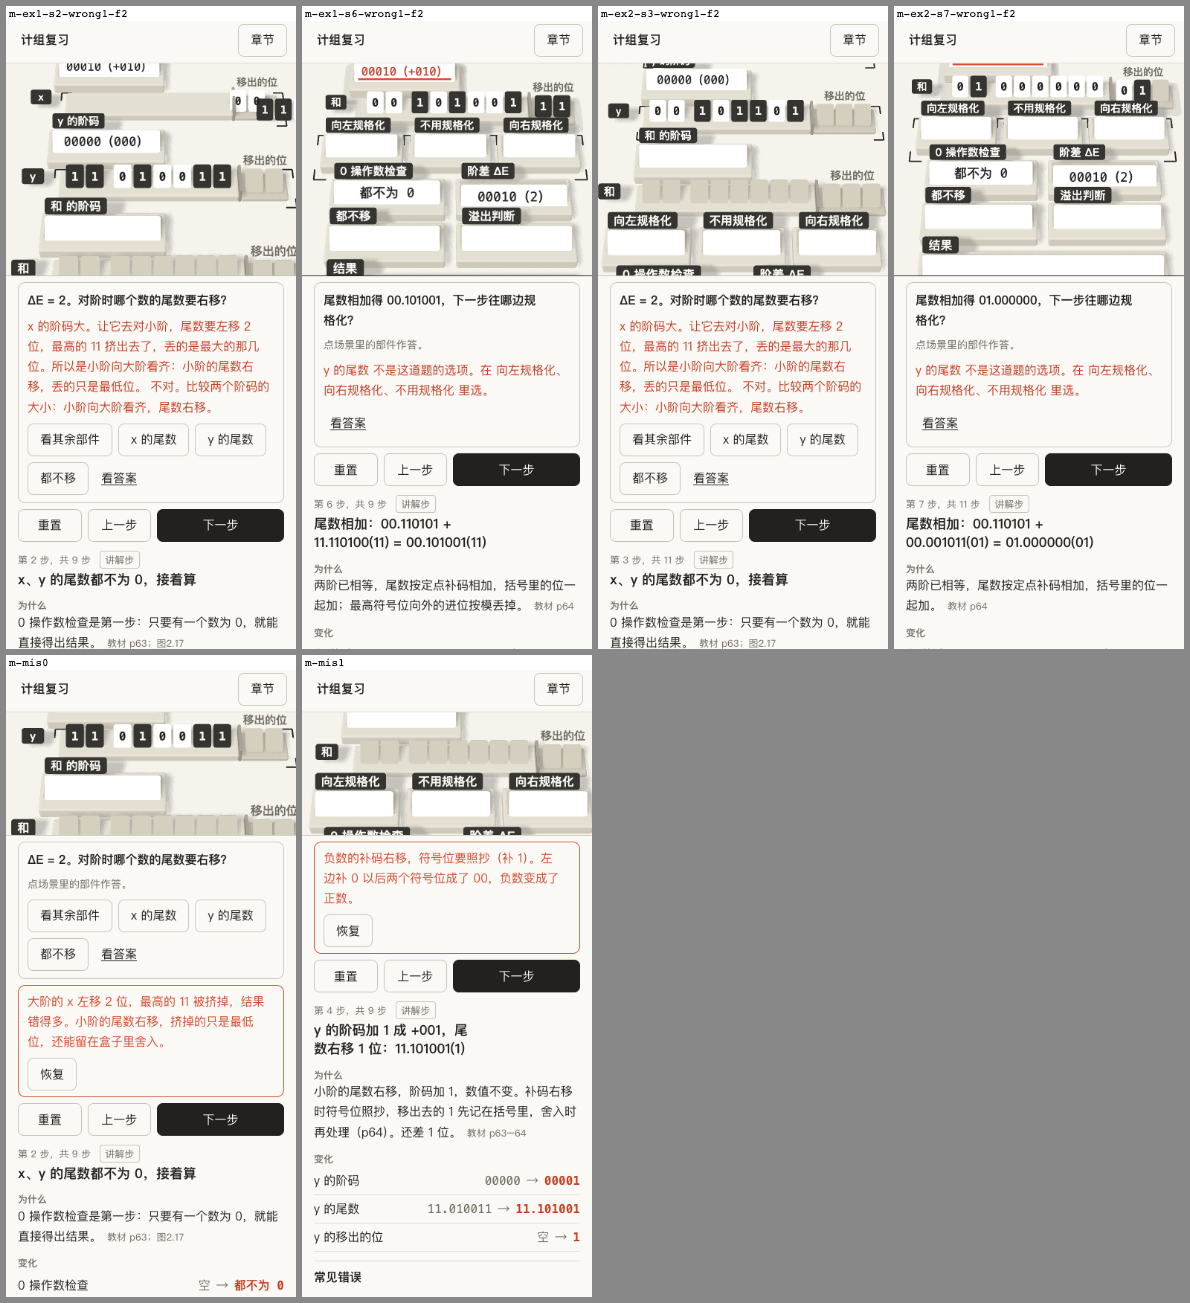 m-ex1-s2-wrong1-f2
计组复习
章节
00010 (+010)
移出的位
x
0 0
1 1
y 的阶码
00000 (000)
移出的位
y
1 1 0 1 0 0 1 1
和 的阶码
移出的位
和
ΔE = 2。对阶时哪个数的尾数要右移?
x 的阶码大。让它去对小阶，尾数要左移 2
位，最高的 11 挤出去了，丢的是最大的那几
位。所以是小阶向大阶看齐：小阶的尾数右
移，丢的只是最低位。 不对。比较两个阶码的
大小：小阶向大阶看齐，尾数右移。
看其余部件
x 的尾数
y 的尾数
都不移
看答案
重置
上一步
下一步
第 2 步，共 9 步
讲解步
x、y 的尾数都不为 0，接着算
为什么
0 操作数检查是第一步：只要有一个数为 0，就能
直接得出结果。 教材 p63；图2.17
m-ex1-s6-wrong1-f2
计组复习
章节
00010 (+010)
移出的位
和
0 0 1 0 1 0 0 1
1 1
向左规格化
不用规格化
向右规格化
0 操作数检查
阶差 ΔE
都不为 0
00010 (2)
都不移
溢出判断
结果
尾数相加得 00.101001，下一步往哪边规
格化?
点场景里的部件作答。
y 的尾数 不是这道题的选项。在 向左规格化、
向右规格化、不用规格化 里选。
看答案
重置
上一步
下一步
第 6 步，共 9 步
讲解步
尾数相加：00.110101 +
11.110100(11) = 00.101001(11)
为什么
两阶已相等，尾数按定点补码相加，括号里的位一
起加；最高符号位向外的进位按模丢掉。 教材 p64
变化
m-ex2-s3-wrong1-f2
计组复习
章节
00000 (000)
移出的位
y
0 0 1 0 1 1 0 1
和 的阶码
移出的位
和
向左规格化
不用规格化
向右规格化
0 操作数检查
阶差 ΔE
ΔE = 2。对阶时哪个数的尾数要右移?
x 的阶码大。让它去对小阶，尾数要左移 2
位，最高的 11 挤出去了，丢的是最大的那几
位。所以是小阶向大阶看齐：小阶的尾数右
移，丢的只是最低位。 不对。比较两个阶码的
大小：小阶向大阶看齐，尾数右移。
看其余部件
x 的尾数
y 的尾数
都不移
看答案
重置
上一步
下一步
第 3 步，共 11 步
讲解步
x、y 的尾数都不为 0，接着算
为什么
0 操作数检查是第一步：只要有一个数为 0，就能
直接得出结果。 教材 p63；图2.17
m-ex2-s7-wrong1-f2
计组复习
章节
移出的位
和
0 1 0 0 0 0 0 0
0 1
向左规格化
不用规格化
向右规格化
0 操作数检查
阶差 ΔE
都不为 0
00010 (2)
都不移
溢出判断
结果
尾数相加得 01.000000，下一步往哪边规
格化?
点场景里的部件作答。
y 的尾数 不是这道题的选项。在 向左规格化、
向右规格化、不用规格化 里选。
看答案
重置
上一步
下一步
第 7 步，共 11 步
讲解步
尾数相加：00.110101 +
00.001011(01) = 01.000000(01)
为什么
两阶已相等，尾数按定点补码相加，括号里的位一
起加。 教材 p64
变化
m-mis0
计组复习
章节
移出的位
y
1 1 0 1 0 0 1 1
和 的阶码
移出的位
和
ΔE = 2。对阶时哪个数的尾数要右移?
点场景里的部件作答。
看其余部件
x 的尾数
y 的尾数
都不移
看答案
大阶的 x 左移 2 位，最高的 11 被挤掉，结果
错得多。小阶的尾数右移，挤掉的只是最低
位，还能留在盒子里舍入。
恢复
重置
上一步
下一步
第 2 步，共 9 步
讲解步
x、y 的尾数都不为 0，接着算
为什么
0 操作数检查是第一步：只要有一个数为 0，就能
直接得出结果。 教材 p63；图2.17
变化
0 操作数检查
空 → 都不为 0
m-mis1
计组复习
章节
移出的位
和
向左规格化
不用规格化
向右规格化
0 操作数检查
阶差 ΔE
负数的补码右移，符号位要照抄（补 1）。左
边补 0 以后两个符号位成了 00，负数变成了
正数。
恢复
重置
上一步
下一步
第 4 步，共 9 步
讲解步
y 的阶码加 1 成 +001，尾
数右移 1 位：11.101001(1)
为什么
小阶的尾数右移，阶码加 1，数值不变。补码右移
时符号位照抄，移出去的 1 先记在括号里，舍入时
再处理（p64）。还差 1 位。 教材 p63–64
变化
y 的阶码
00000 → 00001
y 的尾数
11.010011 → 11.101001
y 的移出的位
空 → 1
常见错误